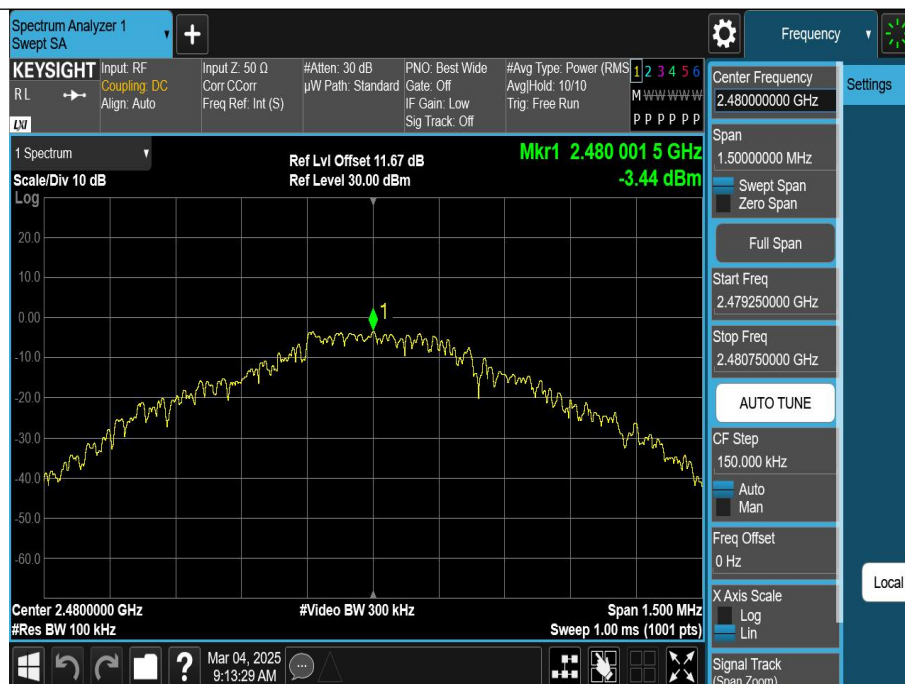 Spectrum Analyzer 1
Swept SA
+
Frequency
KEYSIGHT
RL
LXI
Input: RF
Coupling: DC
Align: Auto
Input Z: 50 Ω
Corr CCorr
Freq Ref: Int (S)
#Atten: 30 dB
µW Path: Standard
PNO: Best Wide
Gate: Off
IF Gain: Low
Sig Track: Off
#Avg Type: Power (RMS
Avg|Hold: 10/10
Trig: Free Run
1 2 3 4 5 6
M W W W W W
P P P P P P
1 Spectrum
Scale/Div 10 dB
Log
Ref Lvl Offset 11.67 dB
Ref Level 30.00 dBm
Mkr1 2.480 001 5 GHz
-3.44 dBm
1
20.0
10.0
0.00
-10.0
-20.0
-30.0
-40.0
-50.0
-60.0
Center 2.4800000 GHz
#Res BW 100 kHz
#Video BW 300 kHz
Span 1.500 MHz
Sweep 1.00 ms (1001 pts)
Center Frequency
2.480000000 GHz
Span
1.50000000 MHz
Swept Span
Zero Span
Full Span
Start Freq
2.479250000 GHz
Stop Freq
2.480750000 GHz
AUTO TUNE
CF Step
150.000 kHz
Auto
Man
Freq Offset
0 Hz
X Axis Scale
Log
Lin
Signal Track
(Span Zoom)
Settings
Local
?
Mar 04, 2025
9:13:29 AM